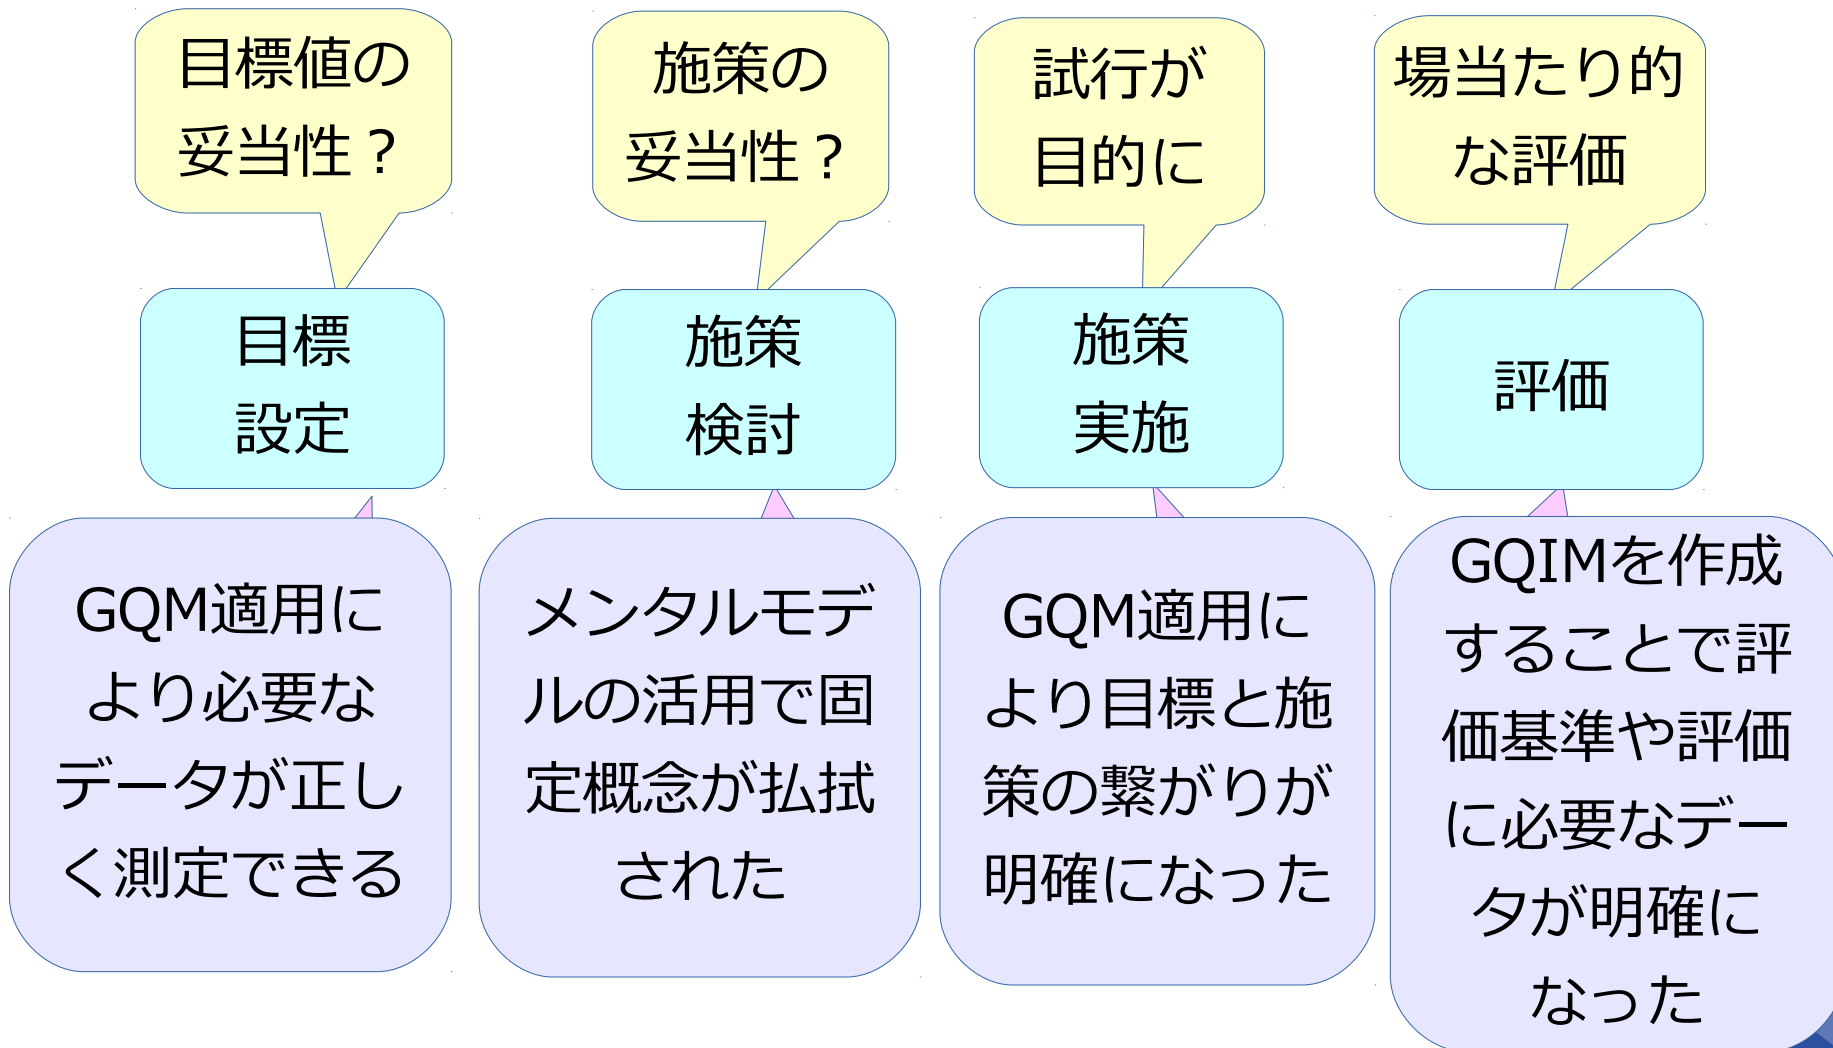 目標値の
妥当性？
施策の
妥当性？
試行が
目的に
場当たり的
な評価
目標
設定
施策
検討
施策
実施
評価
GQM適用に
より必要な
データが正し
く測定できる
メンタルモデ
ルの活用で固
定概念が払拭
された
GQM適用に
より目標と施
策の繋がりが
明確になった
GQIMを作成
することで評
価基準や評価
に必要なデー
タが明確に
なった